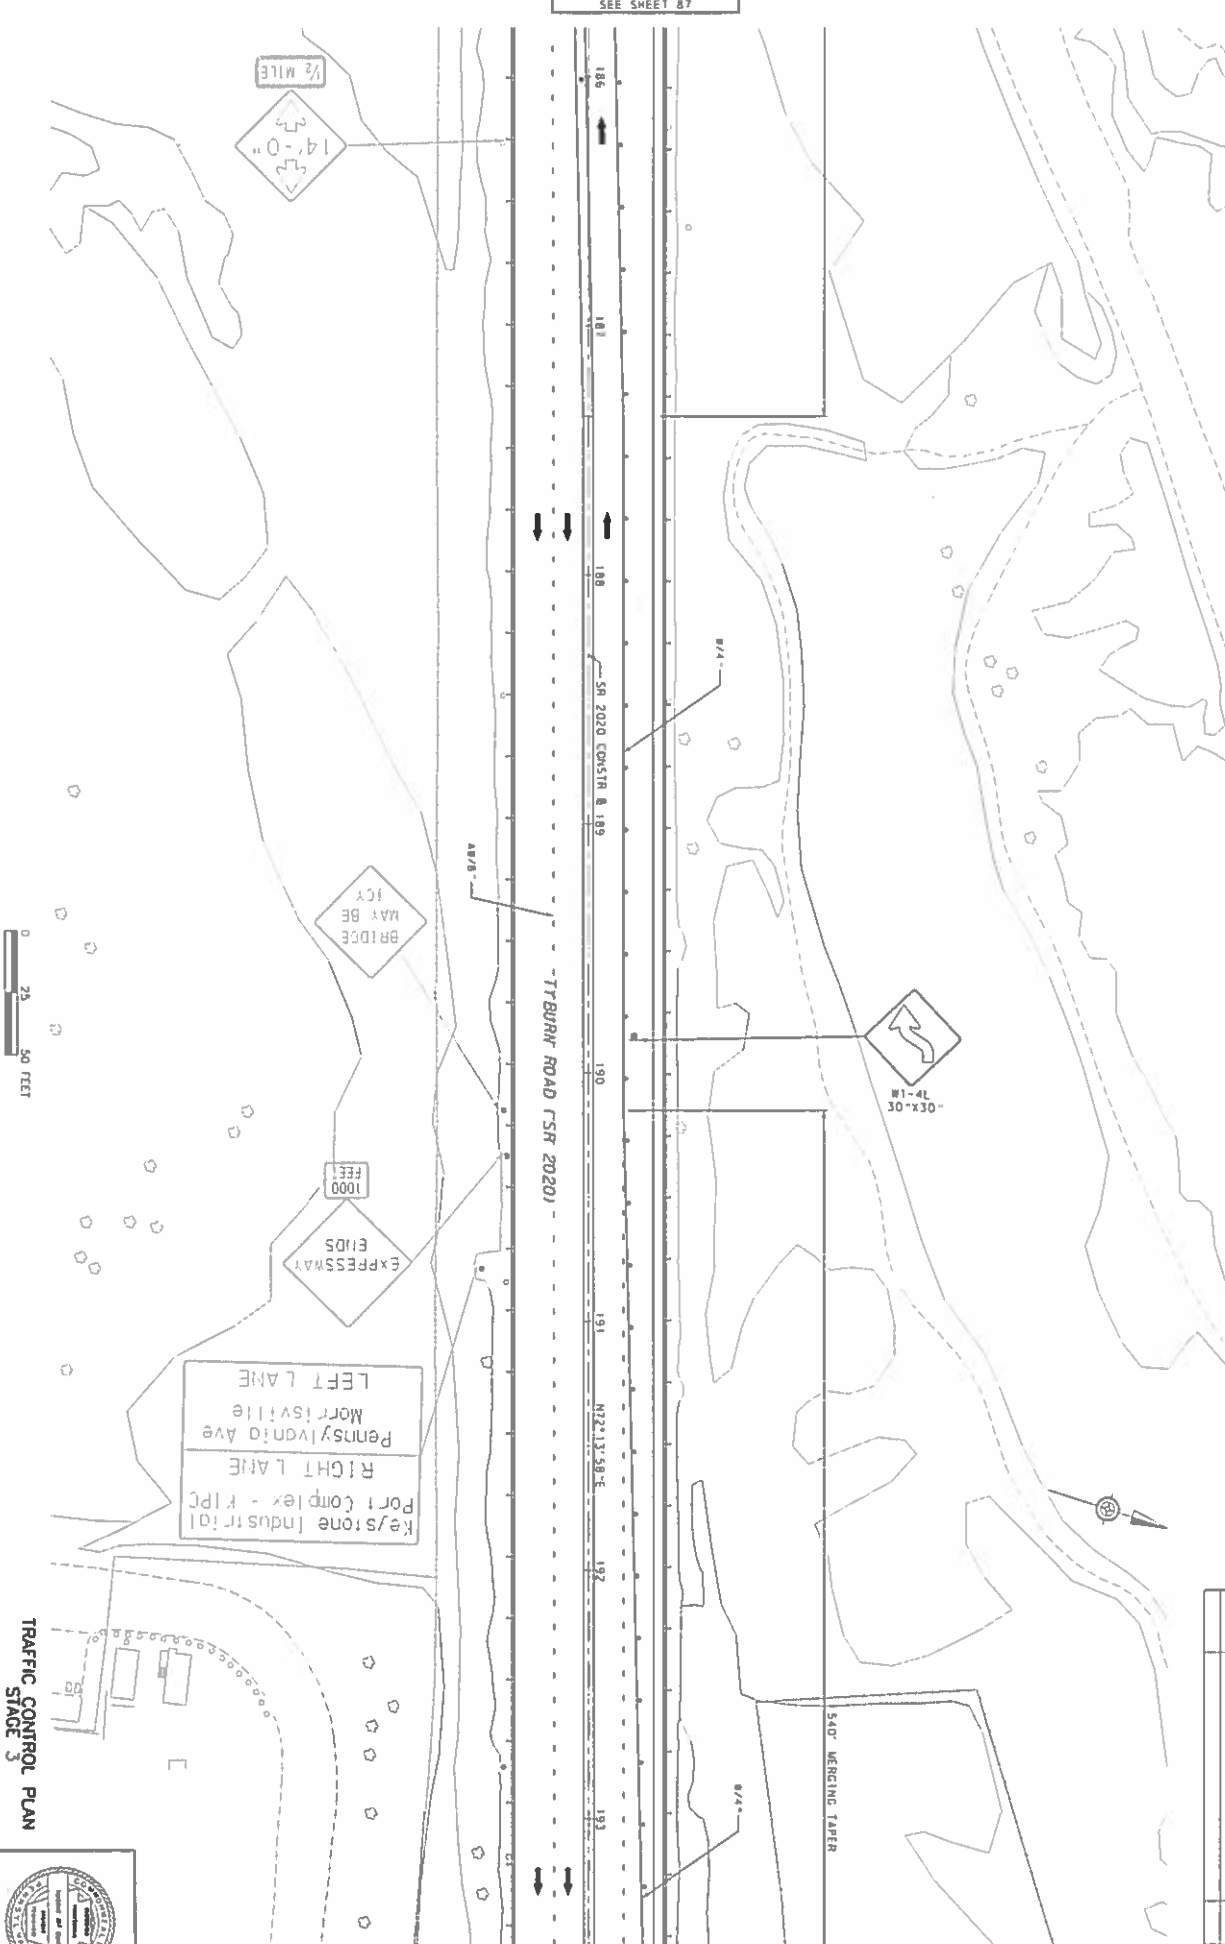 SEE SHEET 87
½ MILE
14'-0"
186
187
188
SR 2020 CONSTR B 189
190
191
N72°13'58"E
192
193
TYBURN ROAD (SR 2020)
BRIDGE
MAY BE
ICY
W1-4L
30"X30"
EXPRESSWAY
ENDS
1000
FEET
Keystone Industrial
Port Complex - KIPC
RIGHT LANE
Pennsylvania Ave
Morrisville
LEFT LANE
540' MERGING TAPER
0 25 50 FEET
TRAFFIC CONTROL PLAN
STAGE 3